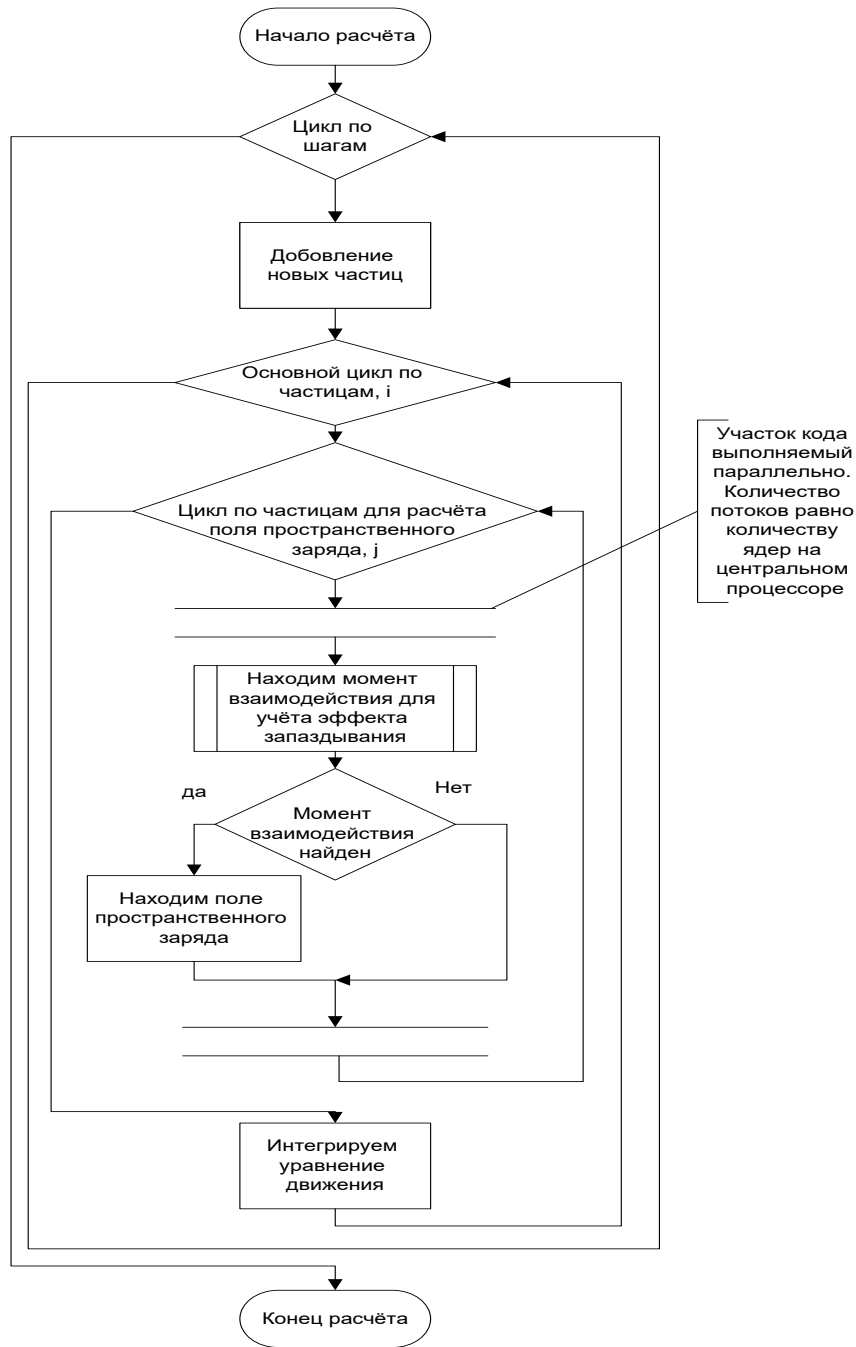 Начало расчёта
Цикл по
шагам
Добовление
новых частиц
Основной цикл по
частицам, i
Участок кода
выполняемый
параллельно.
Количество
потоков равно
количеству
ядер на
центральном
процессоре
Цикл по частицам для расчёта
поля пространственного
заряда, j
Находим момент
взаимодействия для
учёта эффекта
запаздывания
да
Нет
Момент
взаимодействия
найден
Находим поле
пространственного
заряда
Интегрируем
уравнение
движения
Конец расчёта